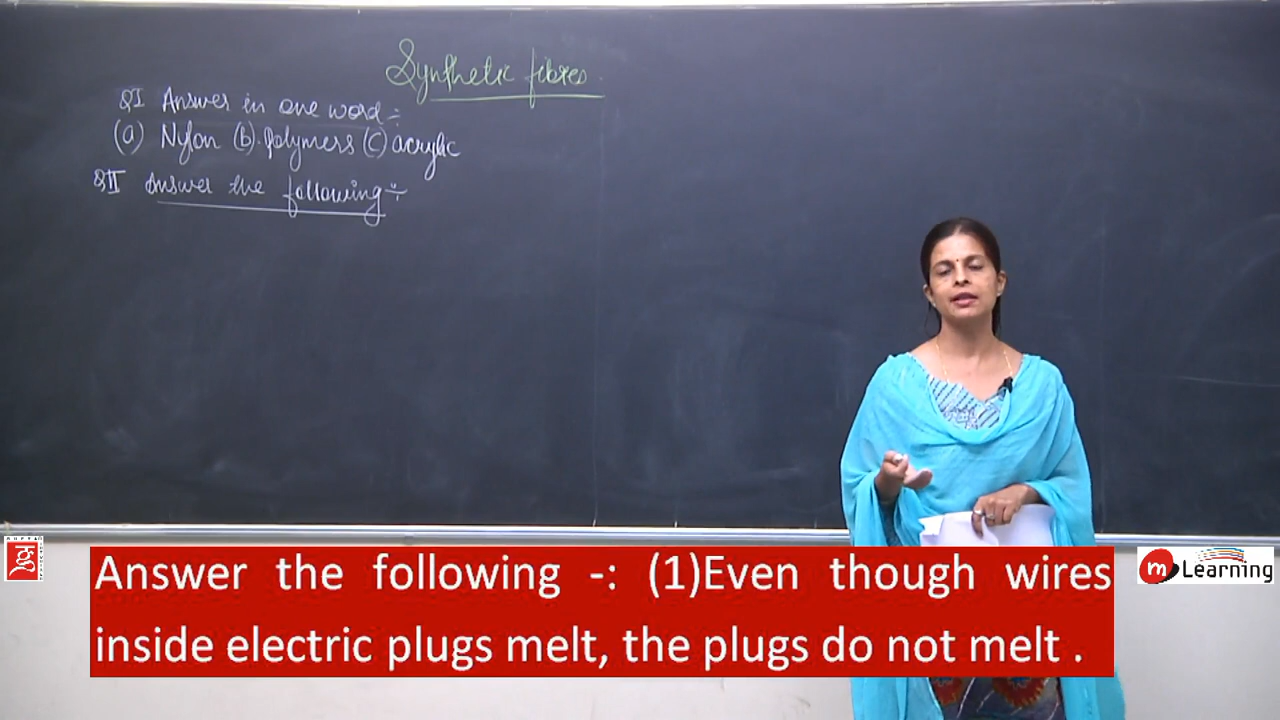 Synthetic fibres.
QI Answer in one word:-
(a) Nylon (b). polymers (c) acrylic
QII Answer the following :-
Answer the following -: (1)Even though wires
inside electric plugs melt, the plugs do not melt .
m Learning